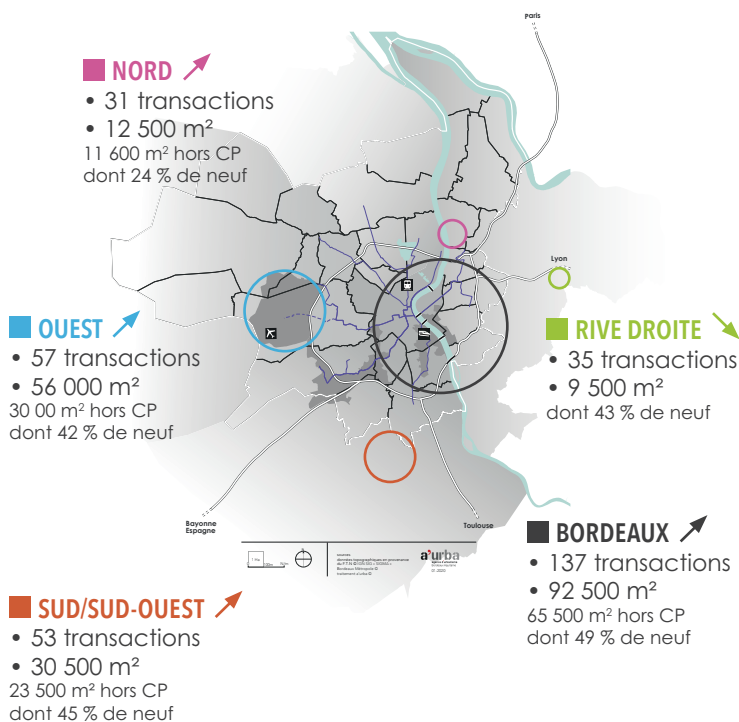 Paris
NORD
• 31 transactions
• 12 500 m²
11 600 m² hors CP
dont 24 % de neuf
Lyon
OUEST
• 57 transactions
• 56 000 m²
30 00 m² hors CP
dont 42 % de neuf
RIVE DROITE
• 35 transactions
• 9 500 m²
dont 43 % de neuf
Bayonne
Espagne
Toulouse
a'urba
BORDEAUX
• 137 transactions
• 92 500 m²
65 500 m² hors CP
dont 49 % de neuf
SUD/SUD-OUEST
• 53 transactions
• 30 500 m²
23 500 m² hors CP
dont 45 % de neuf